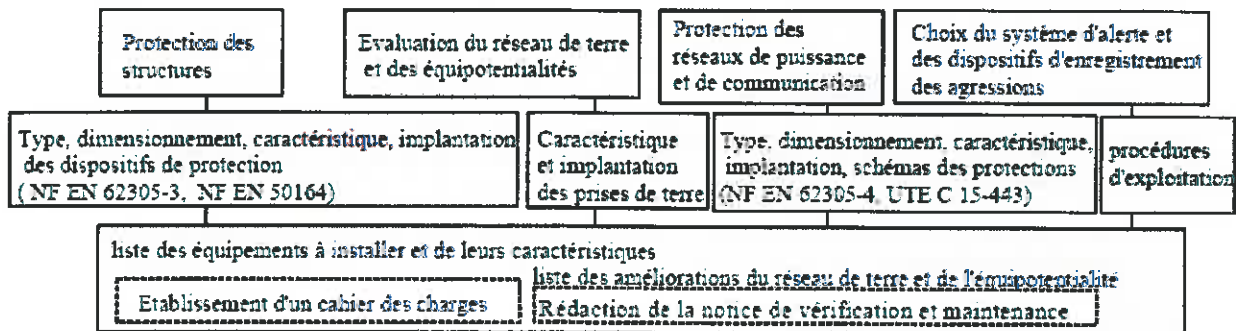 Protection des
structures
Evaluation du réseau de terre
et des équipotentialités
Protection des
réseaux de puissance
et de communication
Choix du système d'alerte et
des dispositifs d'enregistrement
des agressions
Type, dimensionnement, caractéristique, implantation
des dispositifs de protection
( NF EN 62305-3, NF EN 50164)
Caractéristique
et implantation
des prises de terre
Type, dimensionnement, caractéristique,
implantation, schémas des protections
(NF EN 62305-4, UTE C 15-443)
procédures
d'exploitation
liste des équipements à installer et de leurs caractéristiques
liste des améliorations du réseau de terre et de l'émuipotentialité
Etablissement d'un cahier des charges
Rédaction de la notice de vérification et maintenance